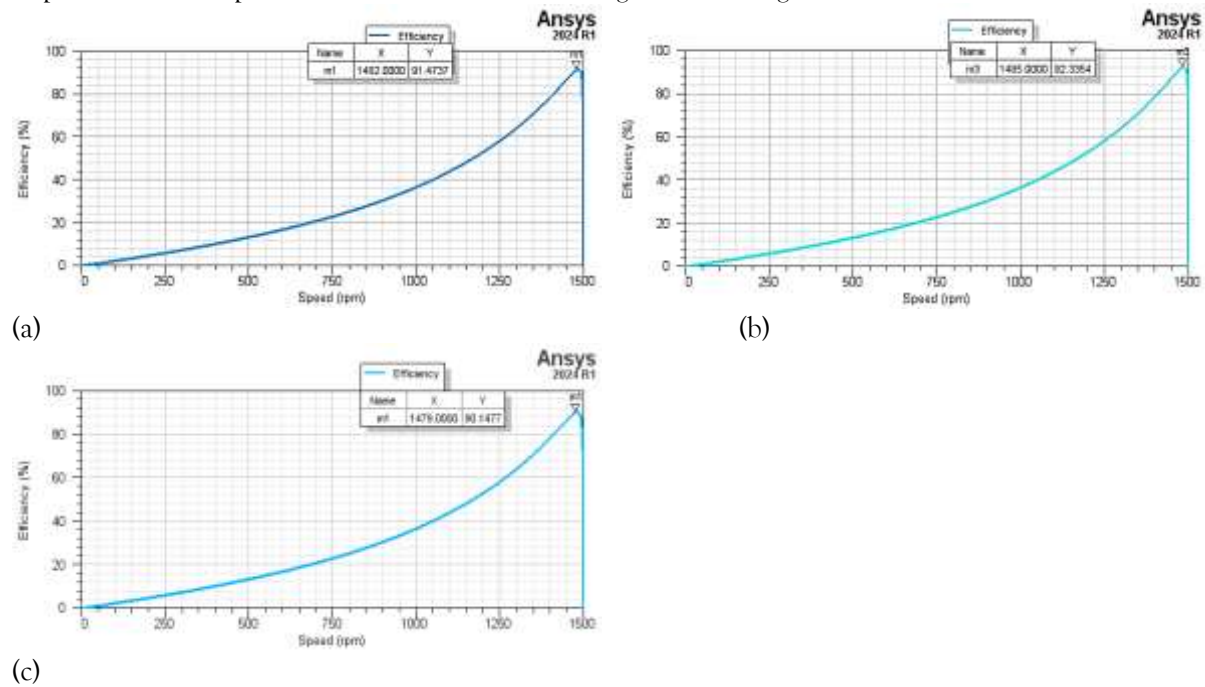 Ansys
2024 R1
Efficiency
Name X Y
m1 1482.0000 91.4737
100
80
60
40
20
0
Efficiency (%)
0 250 500 750 1000 1250 1500
Speed (rpm)
(a)
Ansys
2024 R1
Efficiency
Name X Y
m3 1485.0000 92.3354
100
80
60
40
20
0
Efficiency (%)
0 250 500 750 1000 1250 1500
Speed (rpm)
(b)
Ansys
2024 R1
Efficiency
Name X Y
m1 1479.0000 90.1477
100
80
60
40
20
0
Efficiency (%)
0 250 500 750 1000 1250 1500
Speed (rpm)
(c)